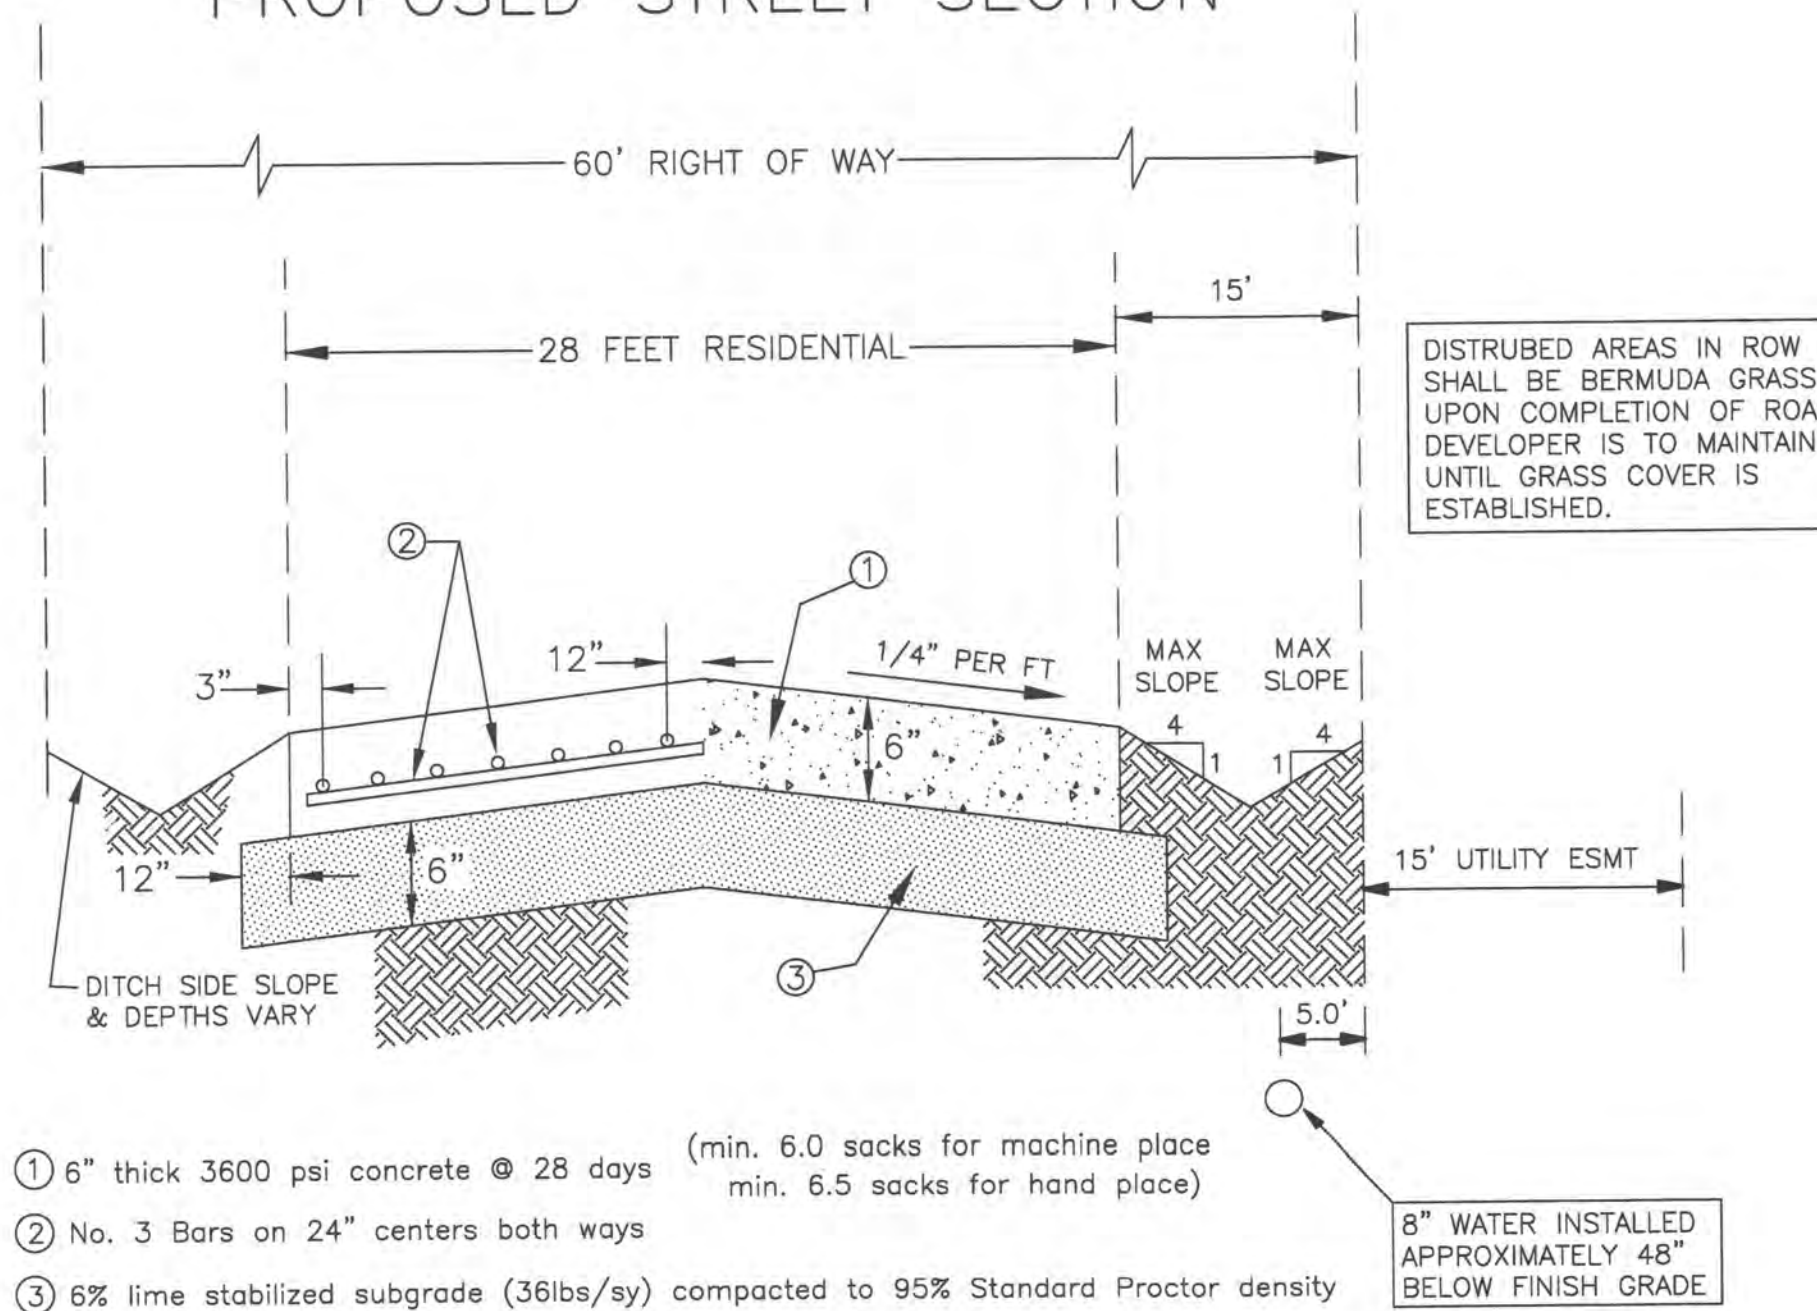 PROPOSED STREET SECTION
60' RIGHT OF WAY
15'
28 FEET RESIDENTIAL
DISTRUBED AREAS IN ROW
SHALL BE BERMUDA GRASS
UPON COMPLETION OF
DEVELOPER IS TO MAINTAIN
UNTIL GRASS COVER IS
ESTABLISHED.
2
1
12"
1/4" PER FT
MAX
SLOPE
MAX
SLOPE
3"
4
4
6"
1
1
12"
6"
15' UTILITY ESMT
3
DITCH SIDE SLOPE
& DEPTHS VARY
5.0'
1 6" thick 3600 psi concrete @ 28 days
(min. 6.0 sacks for machine place
min. 6.5 sacks for hand place)
2 No. 3 Bars on 24" centers both ways
3 6% lime stabilized subgrade (36lbs/sy) compacted to 95% Standard Proctor density
8" WATER INSTALLED
APPROXIMATELY 48"
BELOW FINISH GRADE